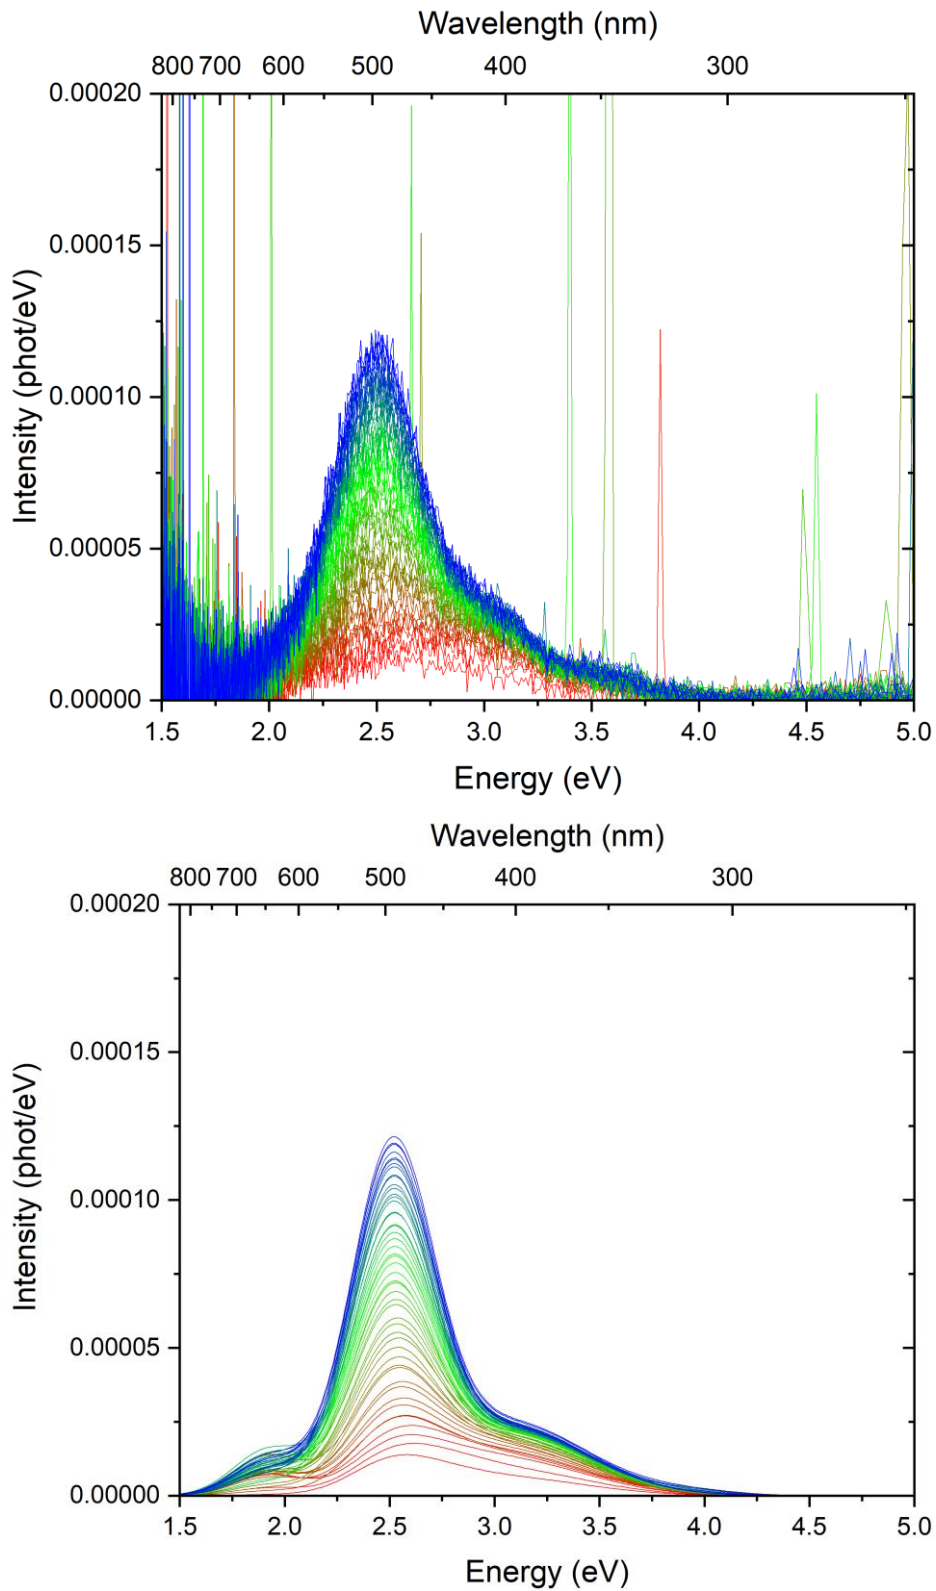 Wavelength (nm)
800 700 600 500 400 300
0.00020
0.00015
0.00010
0.00005
0.00000
Intensity (phot/eV)
1.5 2.0 2.5 3.0 3.5 4.0 4.5 5.0
Energy (eV)
Wavelength (nm)
800 700 600 500 400 300
0.00020
0.00015
0.00010
0.00005
0.00000
Intensity (phot/eV)
1.5 2.0 2.5 3.0 3.5 4.0 4.5 5.0
Energy (eV)